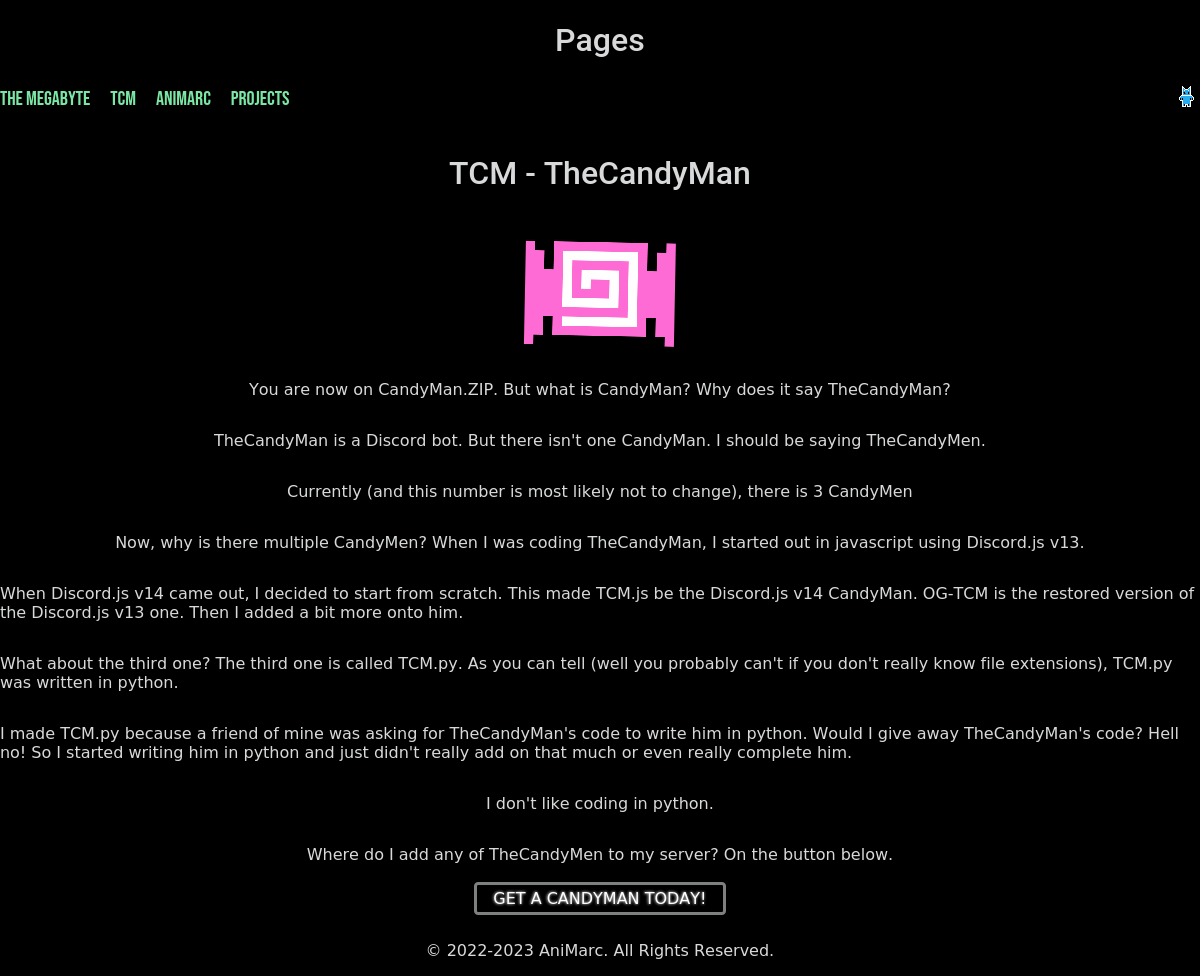 Pages
THE MEGABYTE TCM ANIMARC PROJECTS
TCM - TheCandyMan
You are now on CandyMan.ZIP. But what is CandyMan? Why does it say TheCandyMan?
TheCandyMan is a Discord bot. But there isn't one CandyMan. I should be saying TheCandyMen.
Currently (and this number is most likely not to change), there is 3 CandyMen
Now, why is there multiple CandyMen? When I was coding TheCandyMan, I started out in javascript using Discord.js v13.
When Discord.js v14 came out, I decided to start from scratch. This made TCM.js be the Discord.js v14 CandyMan. OG-TCM is the restored version of
the Discord.js v13 one. Then I added a bit more onto him.
What about the third one? The third one is called TCM.py. As you can tell (well you probably can't if you don't really know file extensions), TCM.py
was written in python.
I made TCM.py because a friend of mine was asking for TheCandyMan's code to write him in python. Would I give away TheCandyMan's code? Hell
no! So I started writing him in python and just didn't really add on that much or even really complete him.
I don't like coding in python.
Where do I add any of TheCandyMen to my server? On the button below.
GET A CANDYMAN TODAY!
© 2022-2023 AniMarc. All Rights Reserved.